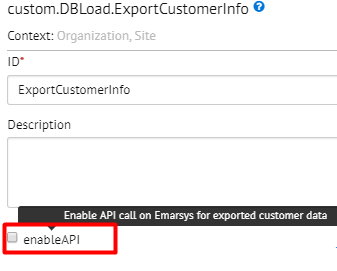 custom.DBLoad.ExportCustomerInfo ?
Context: Organization, Site
ID*
ExportCustomerInfo
Description
Enable API call on Emarsys for exported customer data
enableAPI